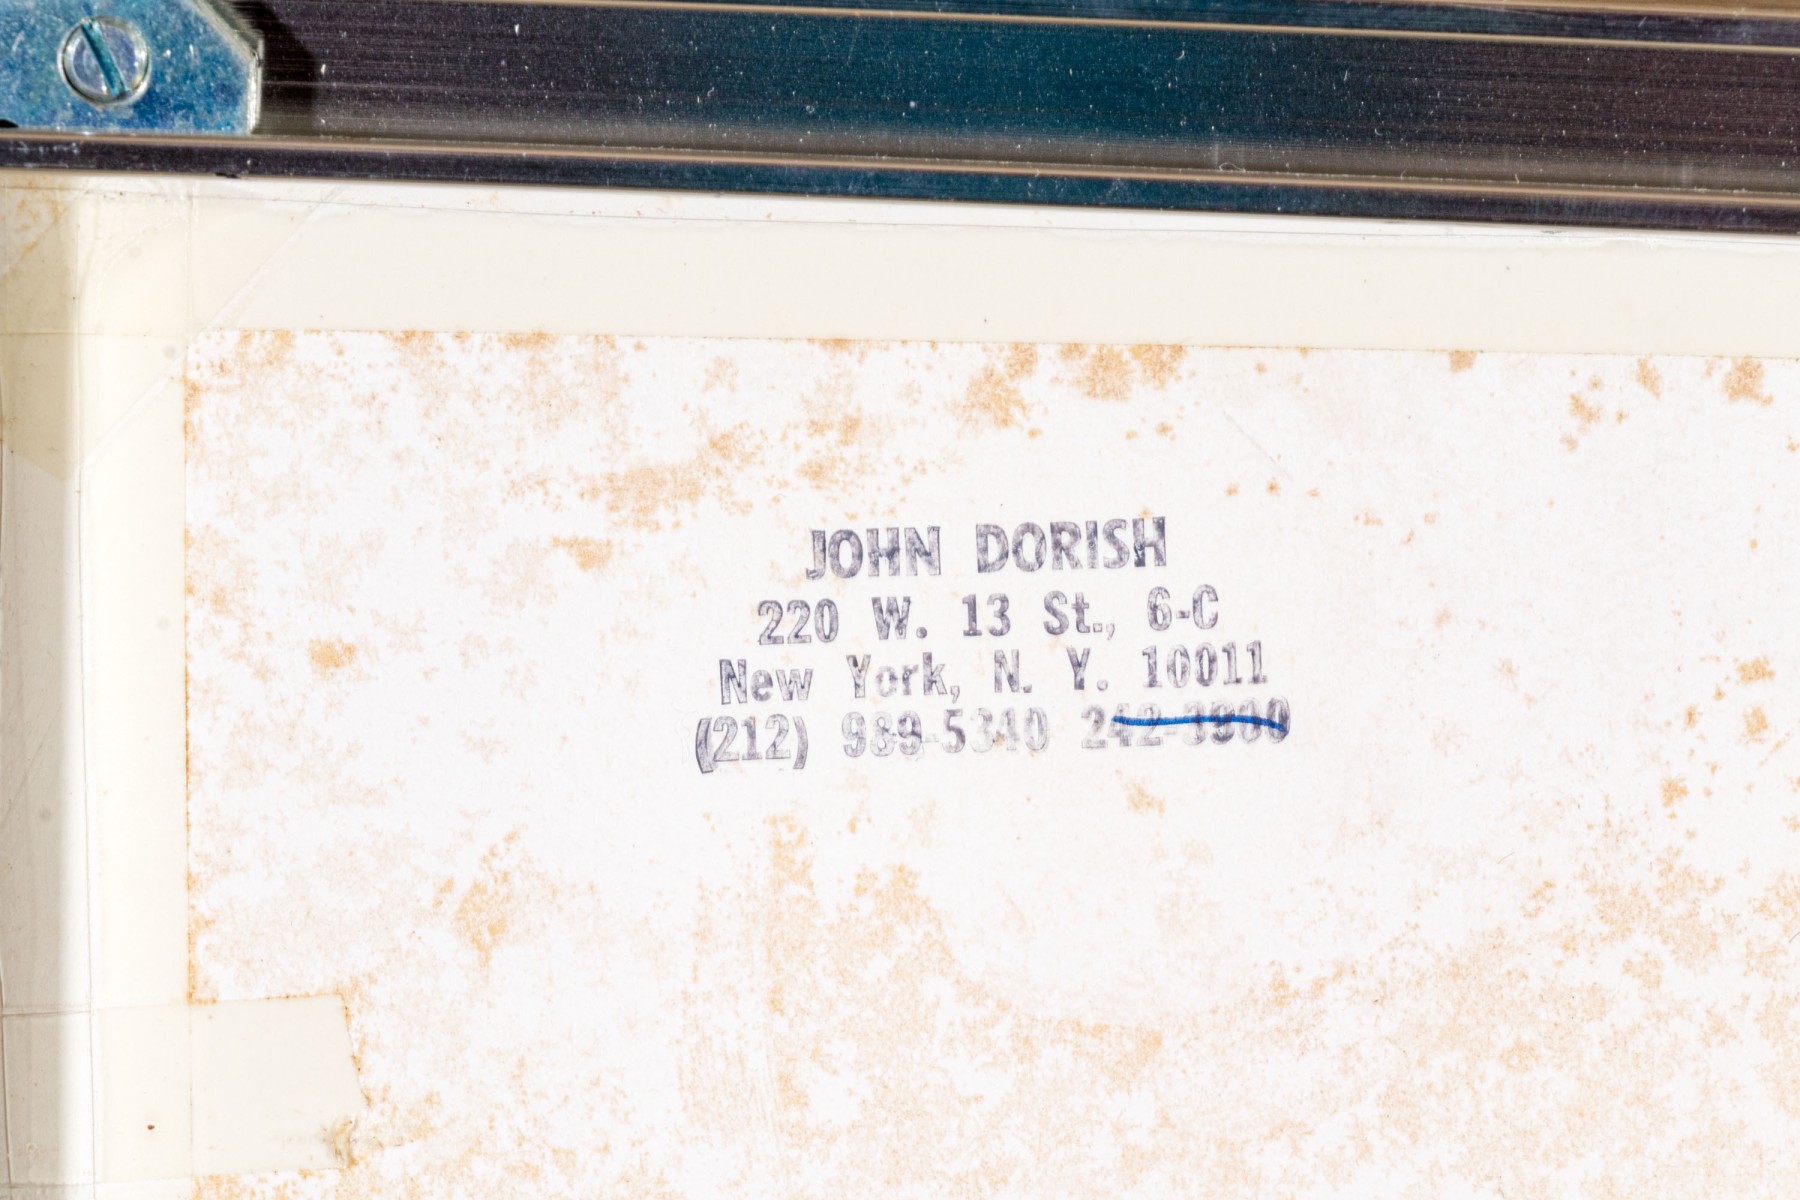 JOHN DORISH
220 W. 13 St., 6-C
New York, N. Y. 10011
(212) 989-5340 242-3900